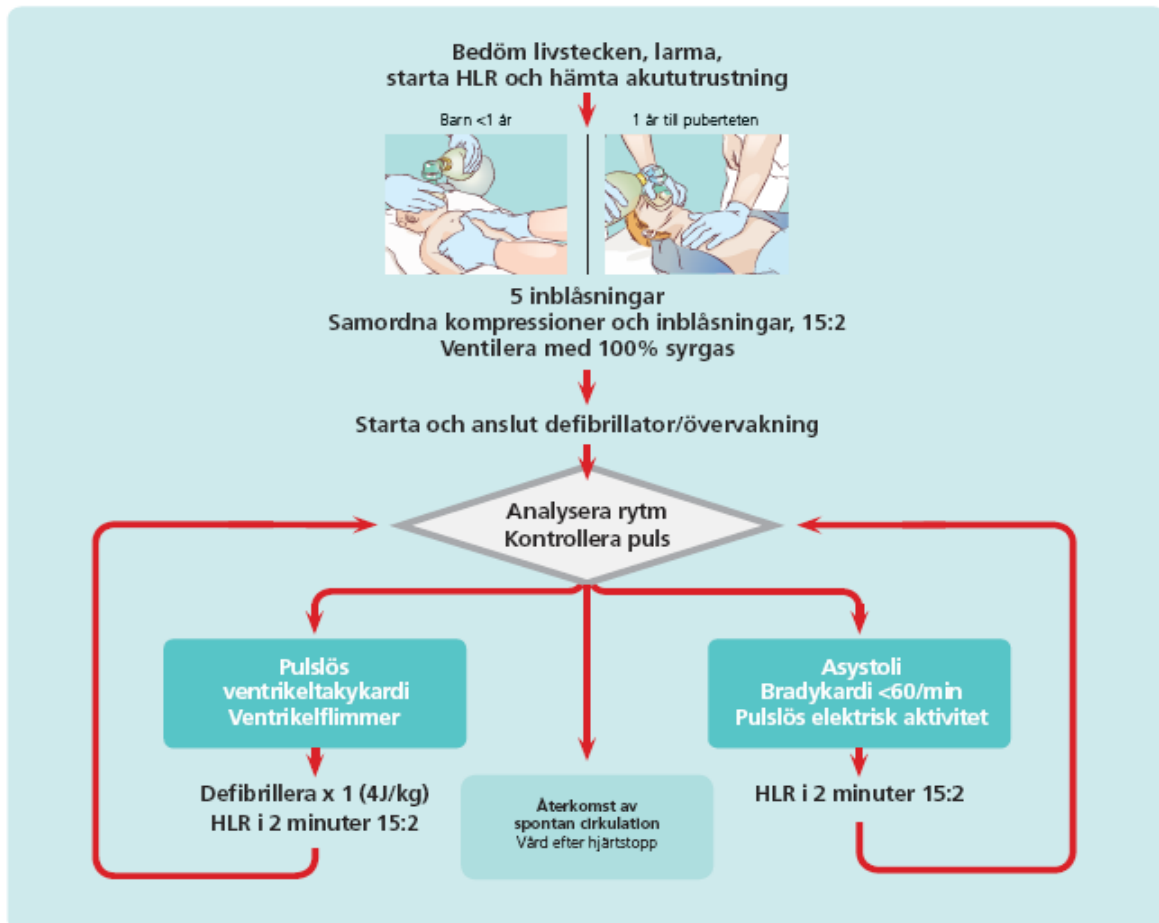 Bedöm livstecken, larma,
starta HLR och hämta akututrustning
Barn <1 år
1 år till puberteten
5 inblåsningar
Samordna kompressioner och inblåsningar, 15:2
Ventilera med 100% syrgas
Starta och anslut defibrillator/övervakning
Analysera rytm
Kontrollera puls
Pulslös
ventrikeltakykardi
Ventrikelflimmer
Defibrillera x 1 (4J/kg)
HLR i 2 minuter 15:2
Återkomst av
spontan cirkulation
Vård efter hjärtstopp
Asystoli
Bradykardi <60/min
Pulslös elektrisk aktivitet
HLR i 2 minuter 15:2